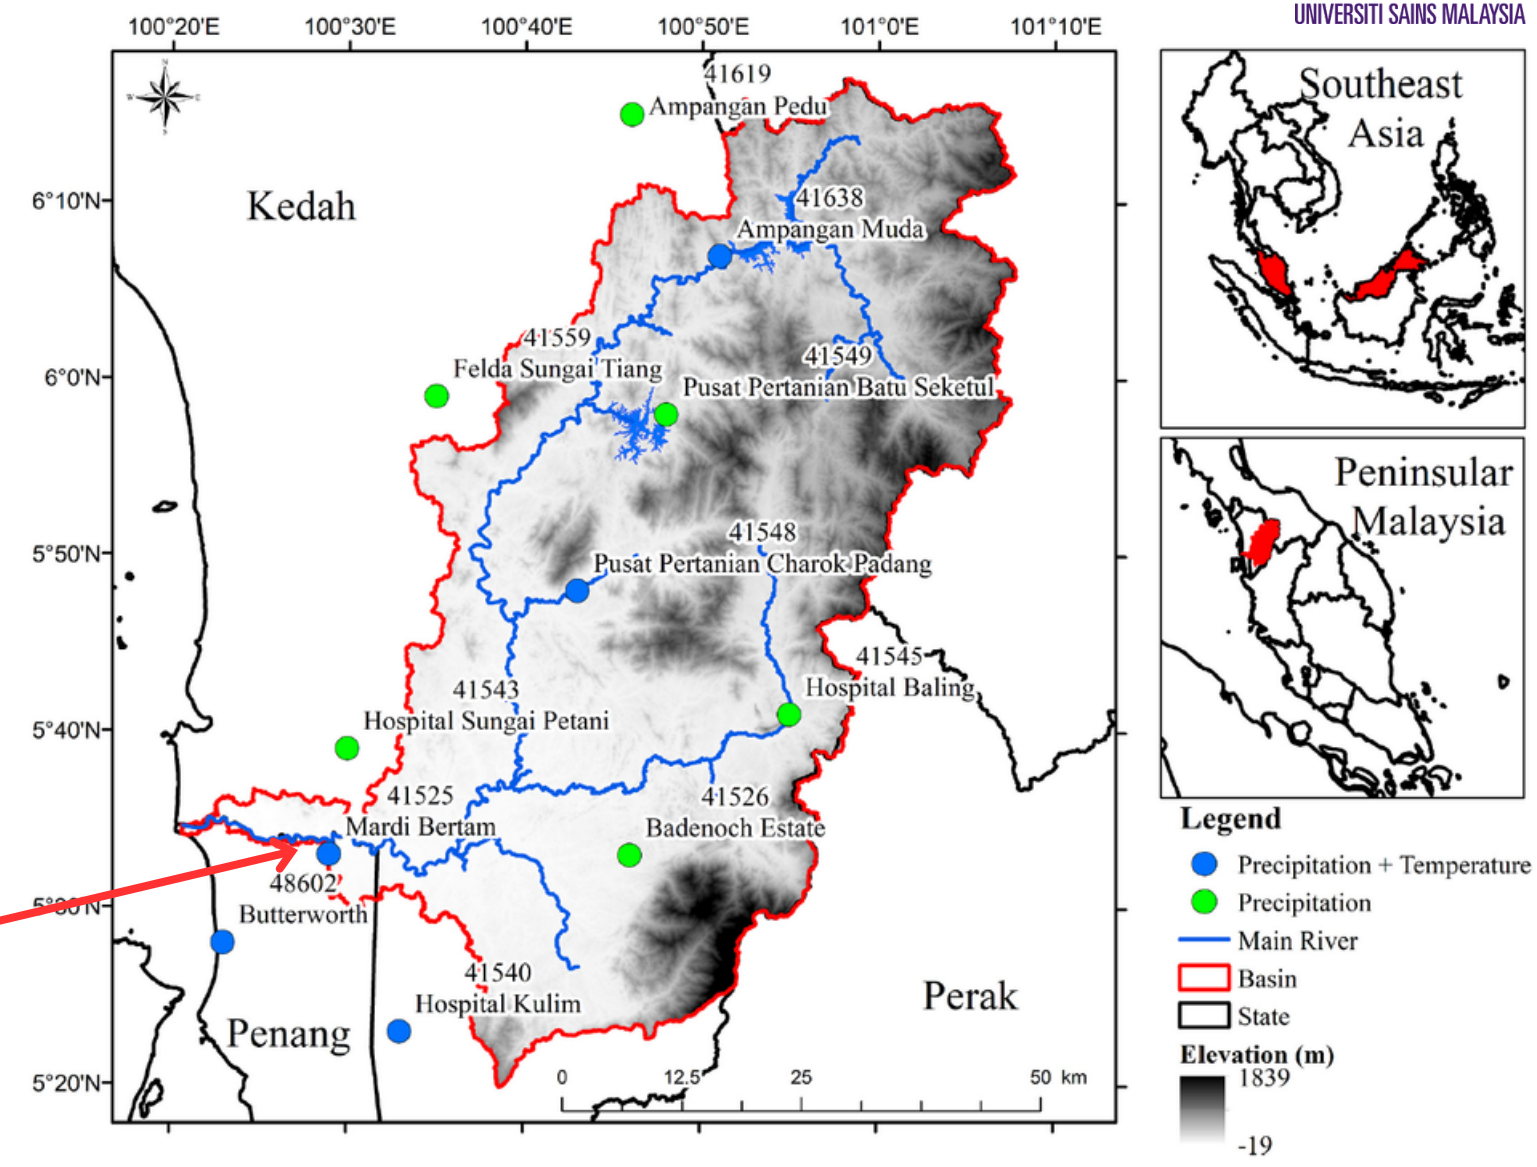 UNIVERSITI SAINS MALAYSIA
100°20'E 100°30'E 100°40'E 100°50'E 101°0'E 101°10'E
6°10'N
6°0'N
5°50'N
5°40'N
5°30'N
5°20'N
N
W E
S
Kedah
41619
Ampangan Pedu
41638
Ampangan Muda
41559
Felda Sungai Tiang
41549
Pusat Pertanian Batu Seketul
41548
Pusat Pertanian Charok Padang
41545
Hospital Baling
41543
Hospital Sungai Petani
41525
Mardi Bertam
41526
Badenoch Estate
48602
Butterworth
41540
Hospital Kulim
Penang
Perak
0 12.5 25 50 km
Southeast
Asia
Peninsular
Malaysia
Legend
Precipitation + Temperature
Precipitation
Main River
Basin
State
Elevation (m)
1839
-19